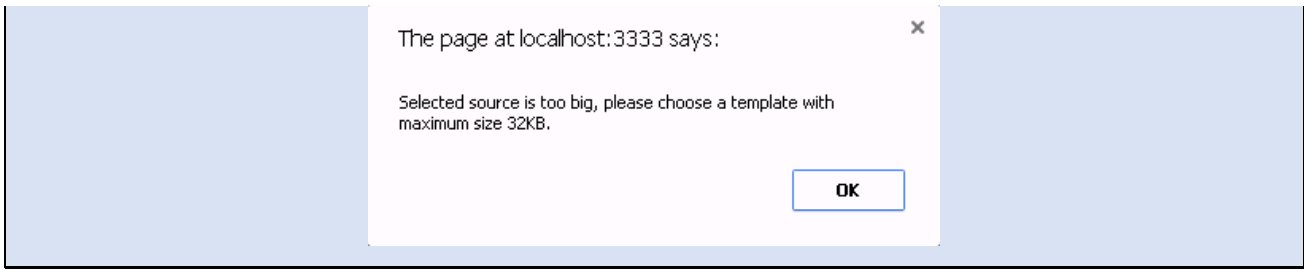 The page at localhost:3333 says:
Selected source is too big, please choose a template with
maximum size 32KB.
OK